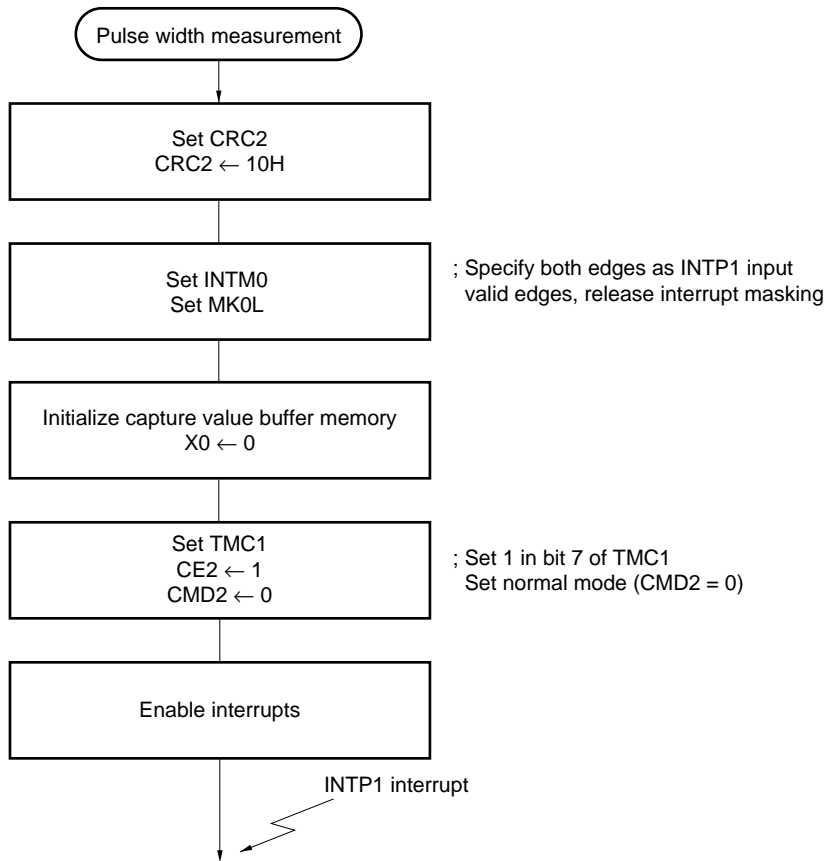 Pulse width measurement
Set CRC2
CRC2 ← 10H
Set INTM0
Set MK0L
; Specify both edges as INTP1 input
valid edges, release interrupt masking
Initialize capture value buffer memory
X0 ← 0
Set TMC1
CE2 ← 1
CMD2 ← 0
; Set 1 in bit 7 of TMC1
Set normal mode (CMD2 = 0)
Enable interrupts
INTP1 interrupt